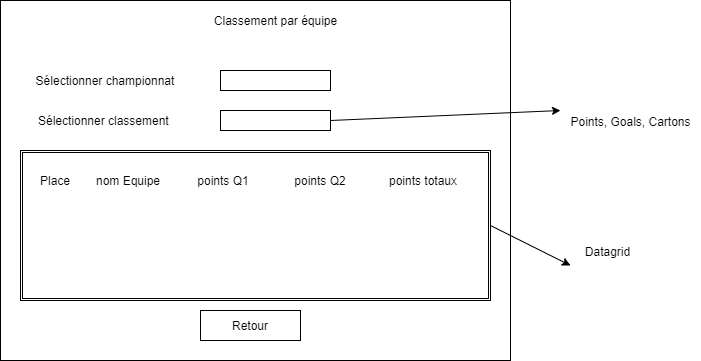 Classement par équipe
Sélectionner championnat
Sélectionner classement
Points, Goals, Cartons
Place nom Equipe points Q1 points Q2 points totaux
Datagrid
Retour